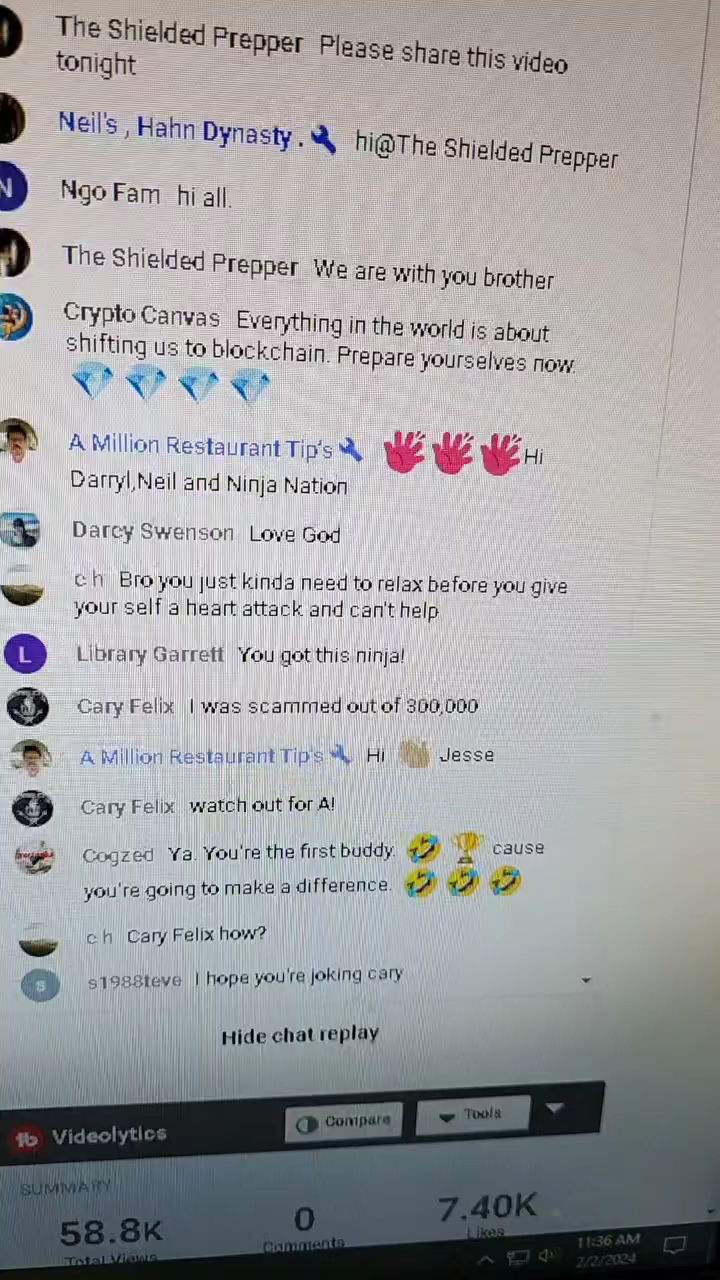 The Shielded Prepper Please share this video
tonight
Neil's , Hahn Dynasty . hi@The Shielded Prepper
N
Ngo Fam hi all.
The Shielded Prepper We are with you brother
Crypto Canvas Everything in the world is about
shifting us to blockchain. Prepare yourselves now.
A Million Restaurant Tip's Hi
Darryl,Neil and Ninja Nation
Darcy Swenson Love God
c h Bro you just kinda need to relax before you give
your self a heart attack and can't help
L
Library Garrett You got this ninja!
Cary Felix I was scammed out of 300,000
A Million Restaurant Tip's Hi Jesse
Cary Felix watch out for A!
Cogzed Ya. You're the first buddy. cause
you're going to make a difference.
c h Cary Felix how?
S
s1988teve I hope you're joking cary
Hide chat replay
tb Videolytics Compare Tools
SUMMARY
58.8K 0 7.40K
Total Views Comments Likes
11:36 AM
2/2/2024